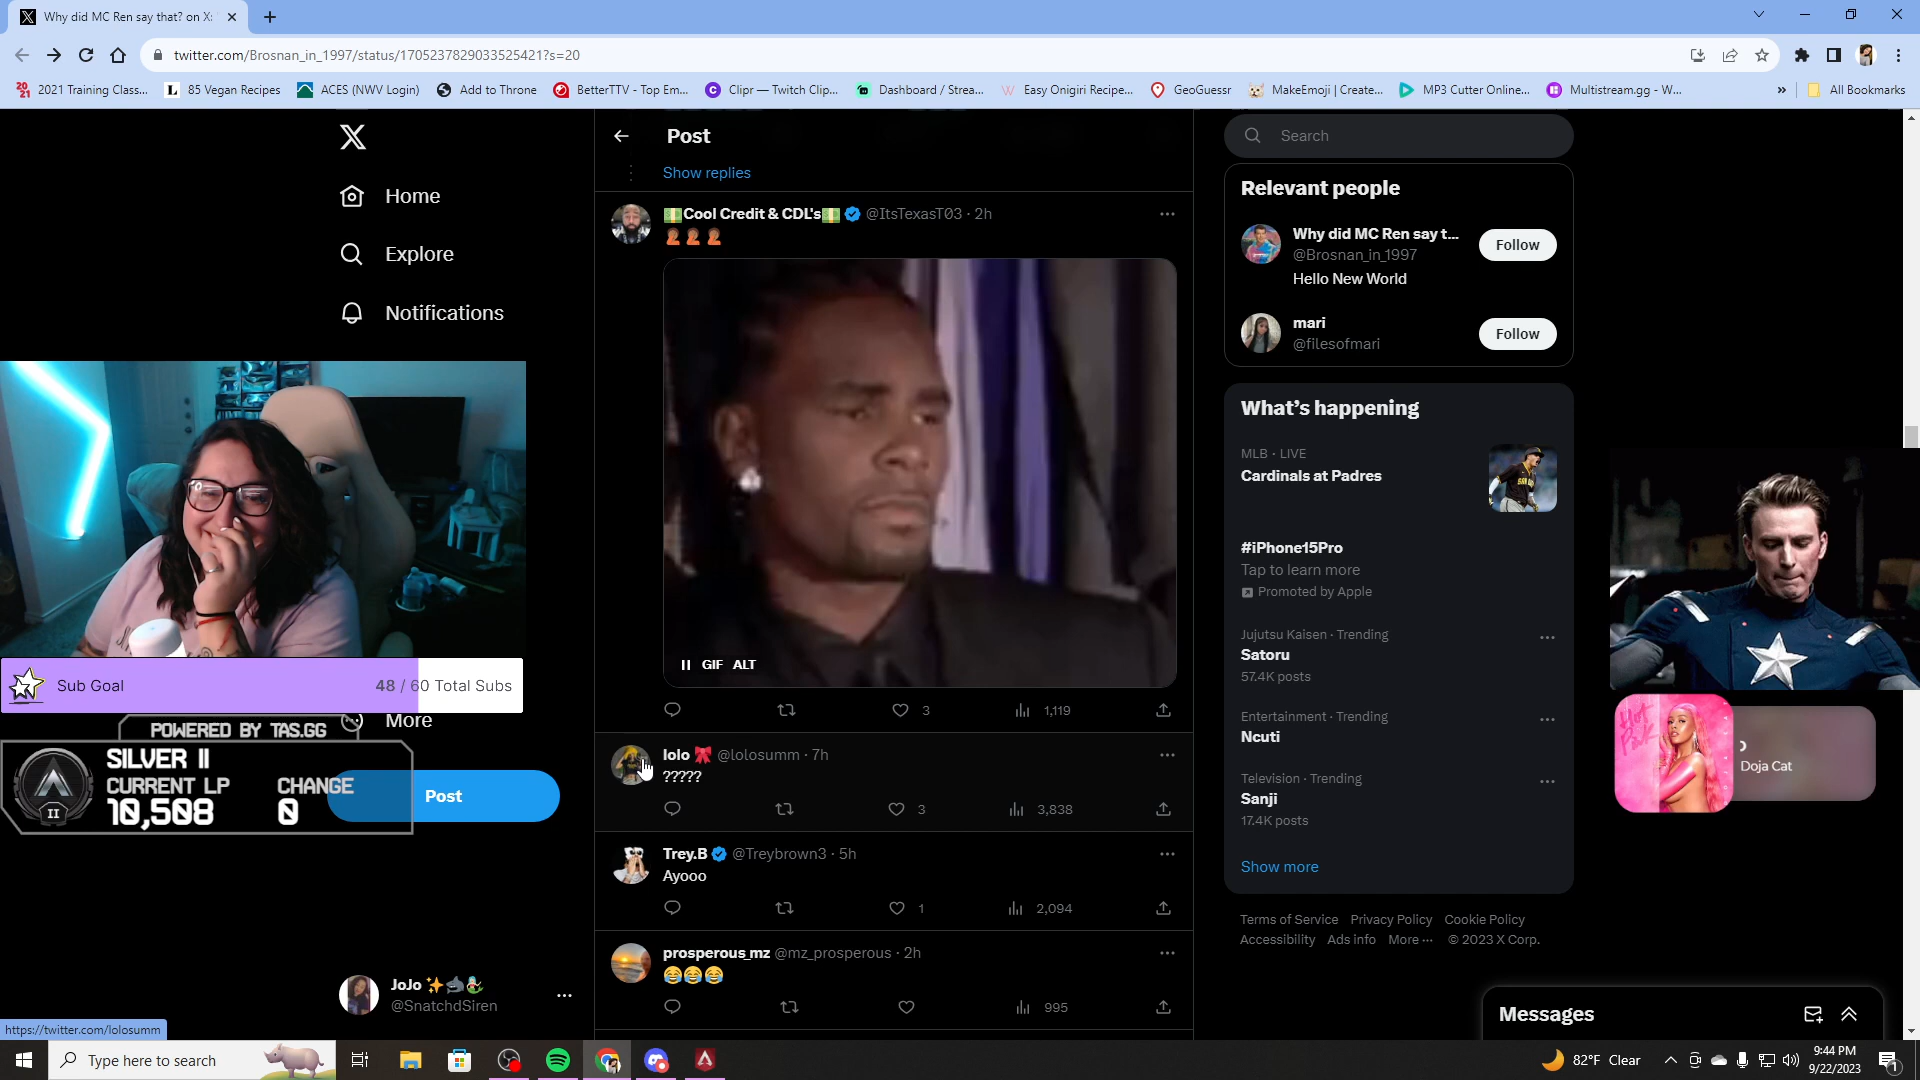 Why did MC Ren say that? on X:
twitter.com/Brosnan_in_1997/status/1705237829033525421?s=20
2021 Training Class...
85 Vegan Recipes
ACES (NWV Login)
Add to Throne
BetterTTV - Top Em...
Clipr — Twitch Clip...
Dashboard / Strea...
Easy Onigiri Recipe...
GeoGuessr
MakeEmoji | Create...
MP3 Cutter Online...
Multistream.gg - W...
»
All Bookmarks
Home
Explore
Notifications
Sub Goal
48 / 60 Total Subs
More
POWERED BY TAS.GG
SILVER II
CURRENT LP
10,508
CHANGE
0
II
Post
JoJo ✨🦈🧜‍♀️
@SnatchdSiren
https://twitter.com/lolosumm
Post
Show replies
💵Cool Credit & CDL's💵 @ItsTexasT03 · 2h
GIF ALT
3
1,119
lolo 🎀 @lolosumm · 7h
?????
3
3,838
Trey.B @Treybrown3 · 5h
Ayooo
1
2,094
prosperous_mz @mz_prosperous · 2h
😂😂😂
995
Search
Relevant people
Why did MC Ren say t...
@Brosnan_in_1997
Follow
Hello New World
mari
@filesofmari
Follow
What's happening
MLB · LIVE
Cardinals at Padres
#iPhone15Pro
Tap to learn more
Promoted by Apple
Jujutsu Kaisen · Trending
Satoru
57.4K posts
Entertainment · Trending
Ncuti
Television · Trending
Sanji
17.4K posts
Show more
Terms of Service Privacy Policy Cookie Policy
Accessibility Ads info More ··· © 2023 X Corp.
Hot Pink
Doja Cat
Messages
Type here to search
82°F Clear
9:44 PM
9/22/2023
1